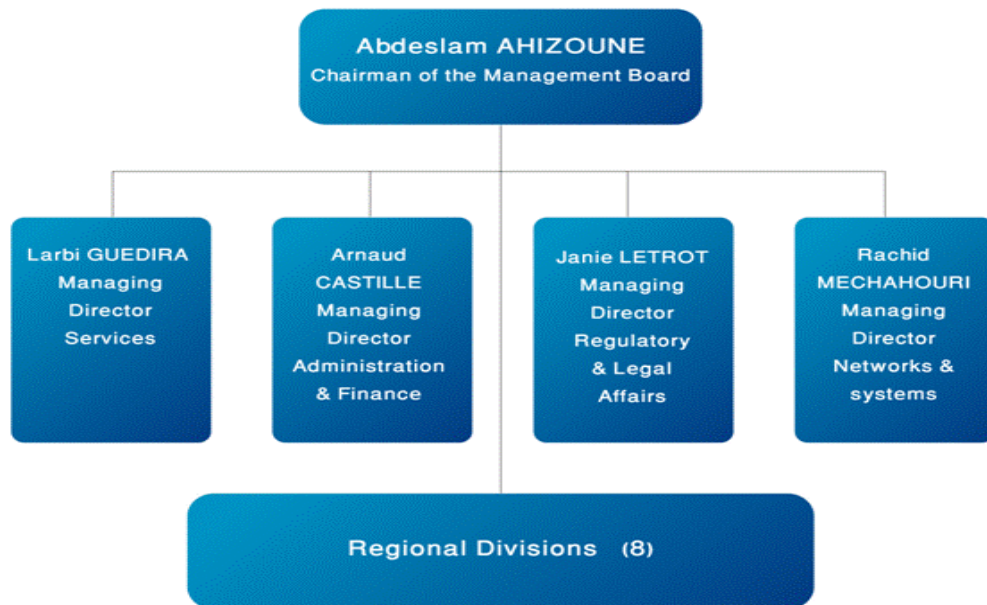 Abdeslam AHIZOUNE
Chairman of the Management Board
Larbi GUEDIRA
Managing
Director
Services
Arnaud
CASTILLE
Managing
Director
Administration
& Finance
Janie LETROT
Managing
Director
Regulatory
& Legal
Affairs
Rachid
MECHAHOURI
Managing
Director
Networks &
systems
Regional Divisions (8)